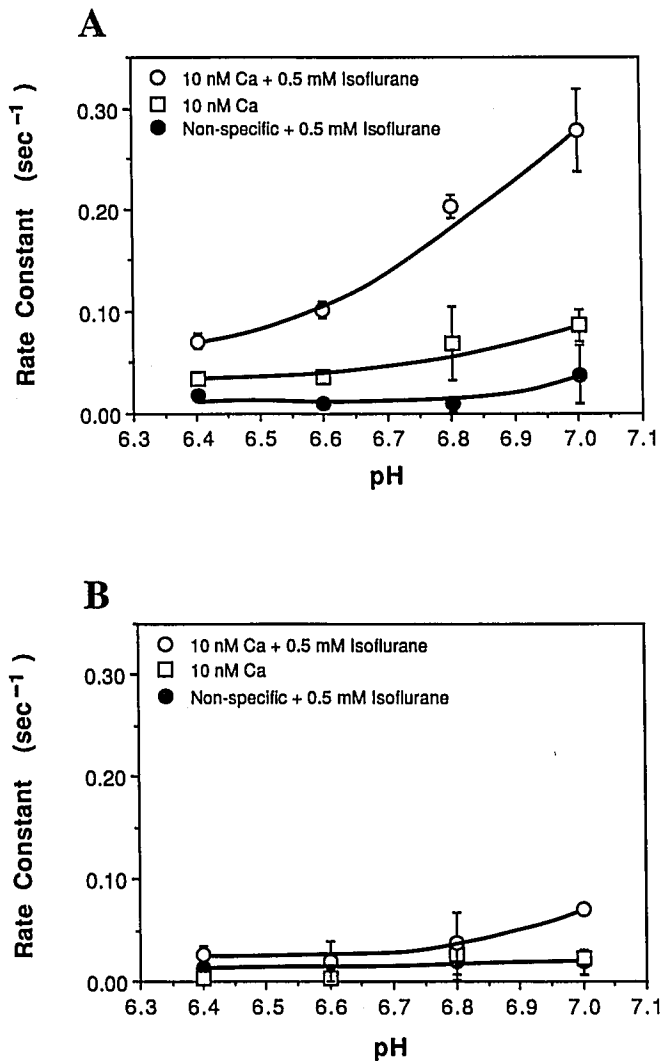 A
10 nM Ca + 0.5 mM Isoflurane
10 nM Ca
Non-specific + 0.5 mM Isoflurane
Rate Constant (sec⁻¹)
0.30
0.20
0.10
0.00
6.3 6.4 6.5 6.6 6.7 6.8 6.9 7.0 7.1
pH
B
10 nM Ca + 0.5 mM Isoflurane
10 nM Ca
Non-specific + 0.5 mM Isoflurane
Rate Constant (sec⁻¹)
0.30
0.20
0.10
0.00
6.3 6.4 6.5 6.6 6.7 6.8 6.9 7.0 7.1
pH